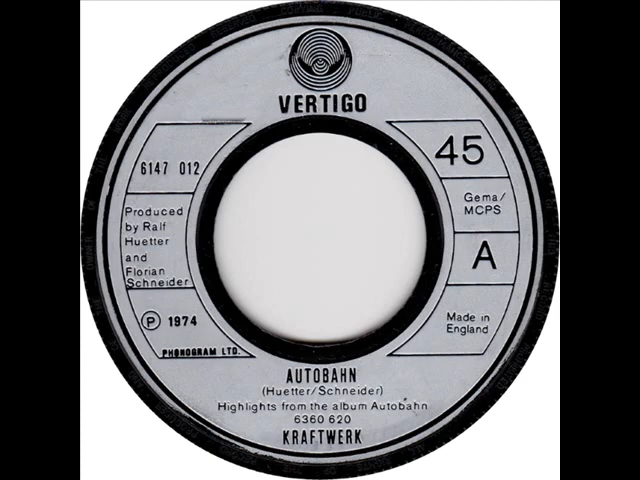 VERTIGO
6147 012
Produced
by Ralf
Huetter
and
Florian
Schneider
℗ 1974
PHONOGRAM LTD.
45
Gema/
MCPS
A
Made in
England
AUTOBAHN
(Huetter/Schneider)
Highlights from the album Autobahn
6360 620
KRAFTWERK